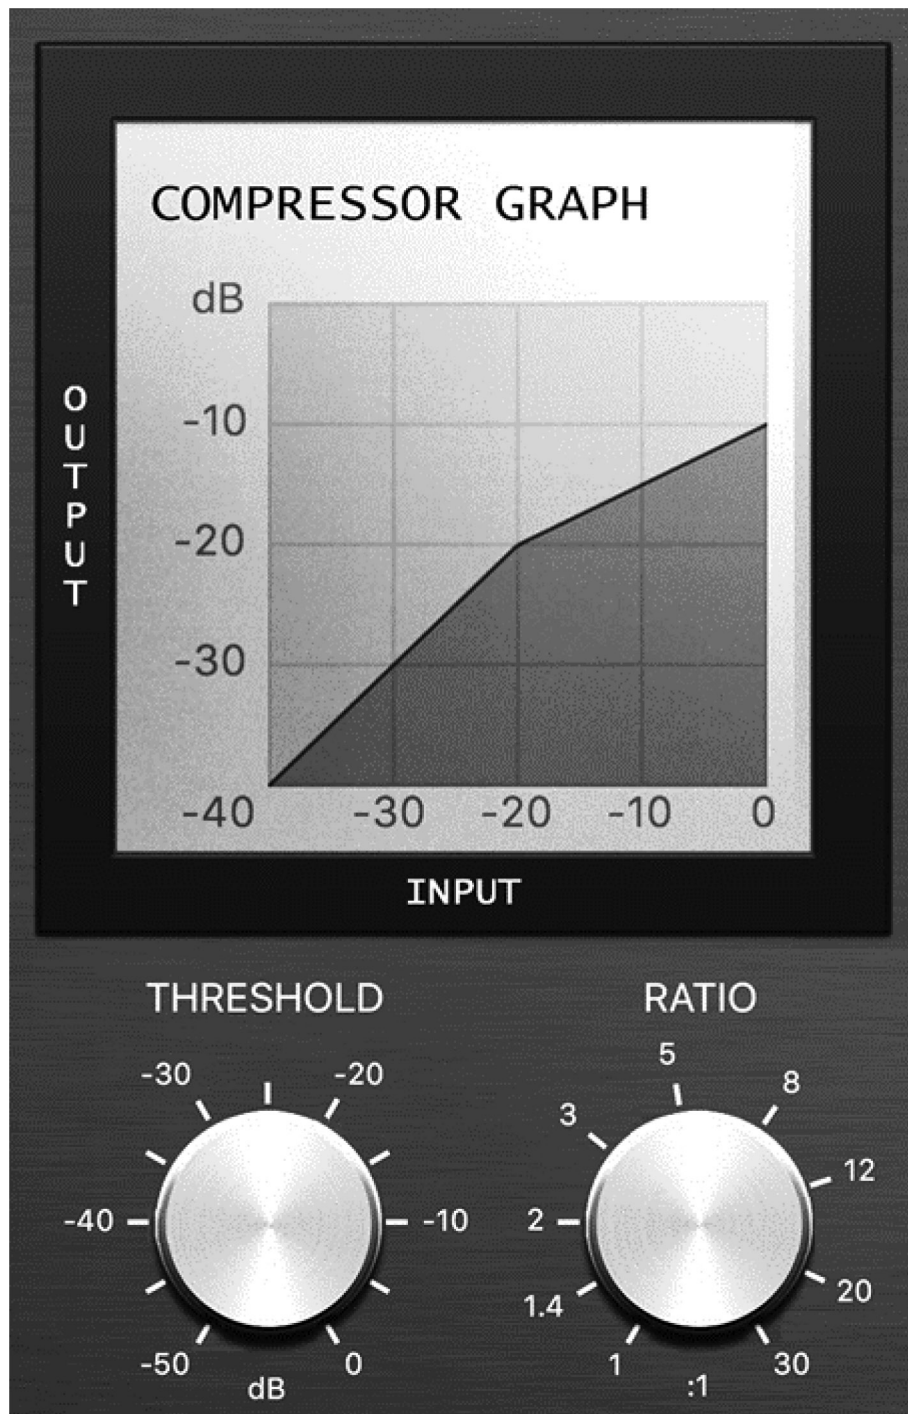 COMPRESSOR GRAPH
dB
-10
-20
-30
-40 -30 -20 -10 0
OUTPUT
INPUT
THRESHOLD
-30 -20
-40 -10
-50 0
dB
RATIO
5
8
3
12
2
20
1.4
1 30
:1